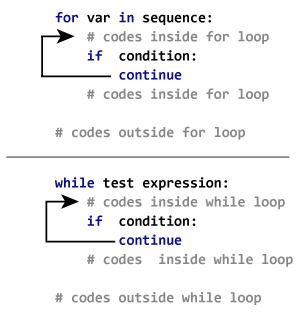 for var in sequence:
# codes inside for loop
if condition:
continue
# codes inside for loop
# codes outside for loop
while test expression:
# codes inside while loop
if condition:
continue
# codes inside while loop
# codes outside while loop